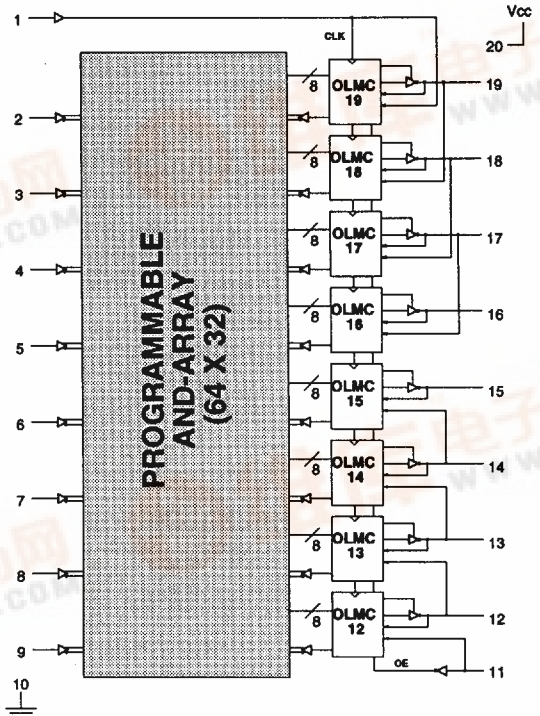 1
Vcc
20
CLK
8
OLMC
19
19
2
8
OLMC
18
18
3
8
OLMC
17
17
4
8
OLMC
16
16
5
8
OLMC
15
15
6
8
OLMC
14
14
7
8
OLMC
13
13
8
8
OLMC
12
12
9
OE
11
10
PROGRAMMABLE
AND-ARRAY
(64 X 32)